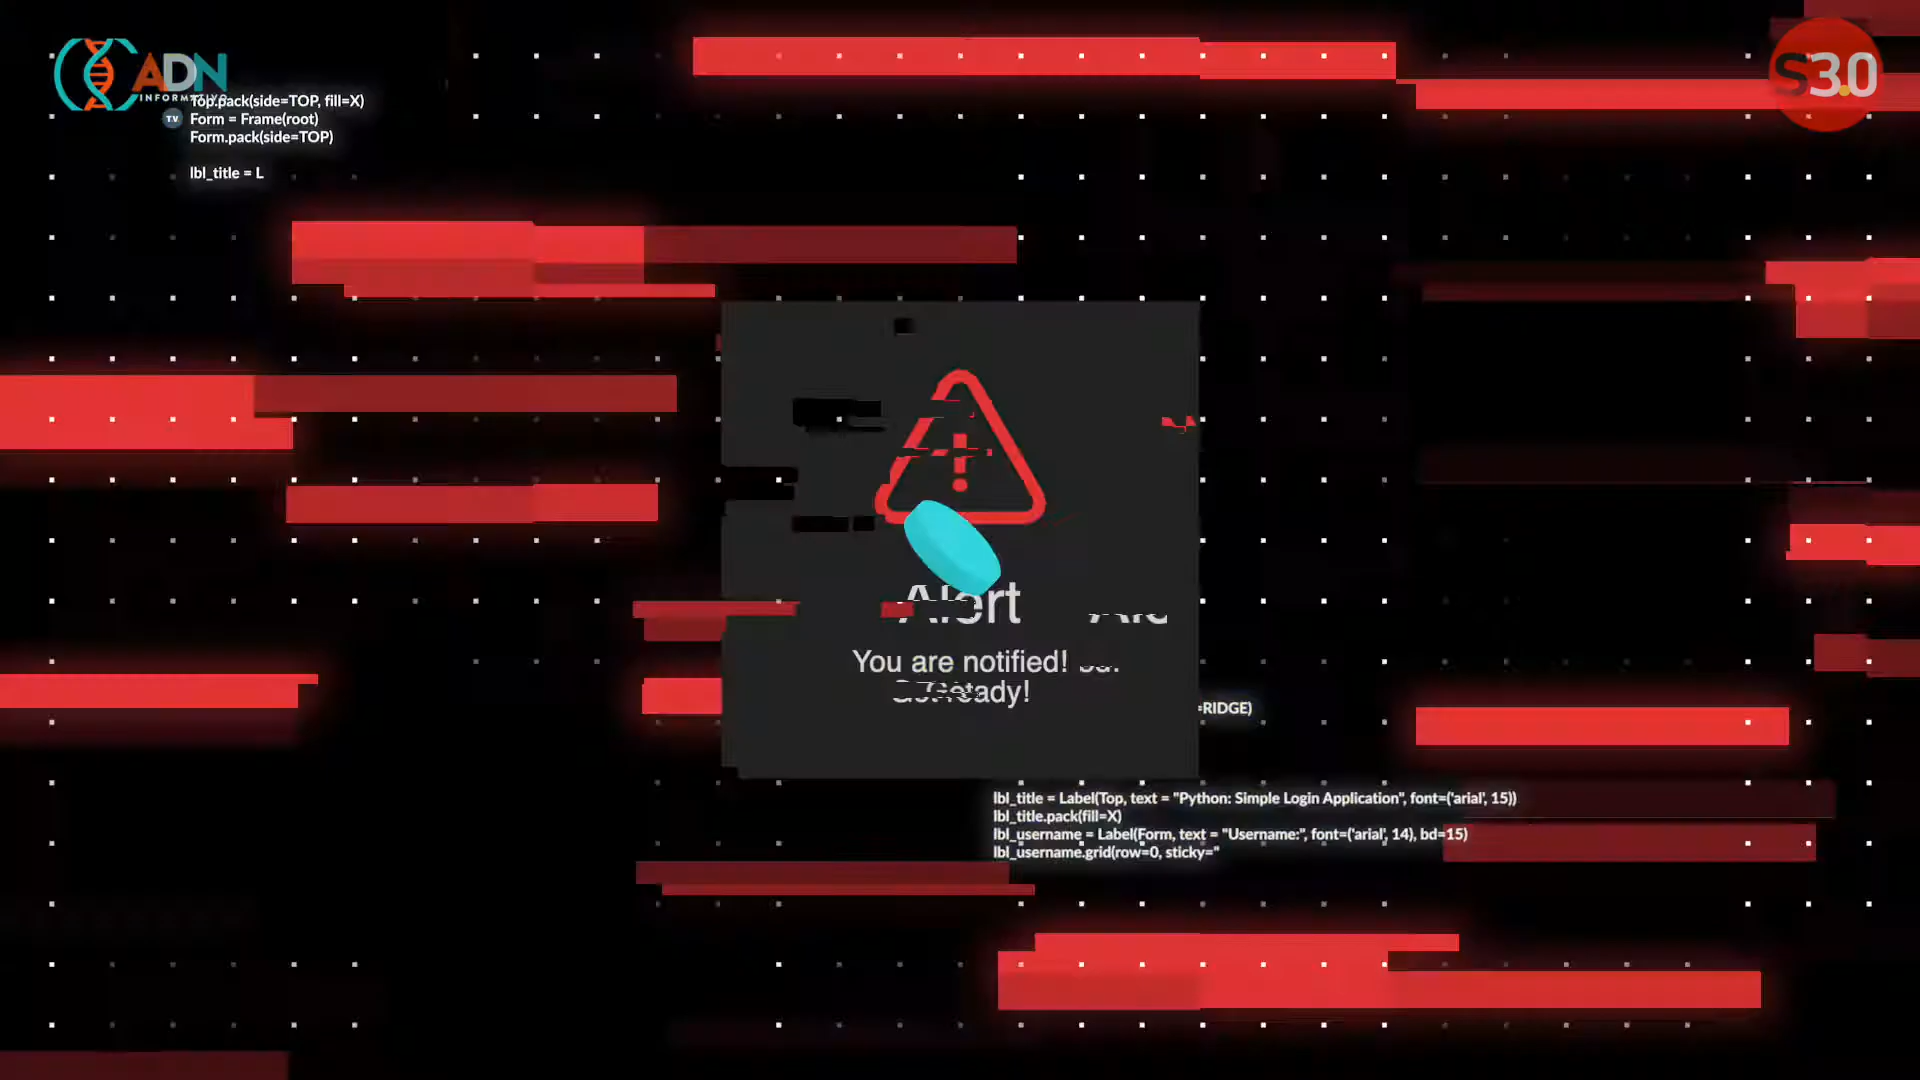 ADN
INFORMATIVO
TV
Top.pack(side=TOP, fill=X)
Form = Frame(root)
Form.pack(side=TOP)
lbl_title = L
S3.0
Alert
You are notified!
=RIDGE)
lbl_title = Label(Top, text = "Python: Simple Login Application", font=('arial', 15))
lbl_title.pack(fill=X)
lbl_username = Label(Form, text = "Username:", font=('arial', 14), bd=15)
lbl_username.grid(row=0, sticky="